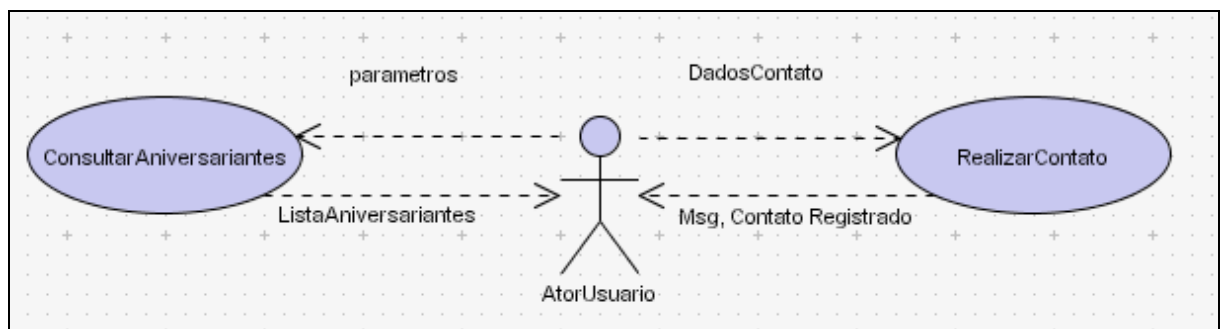 parametros
DadosContato
ConsultarAniversariantes
RealizarContato
ListaAniversariantes
Msg, Contato Registrado
AtorUsuario